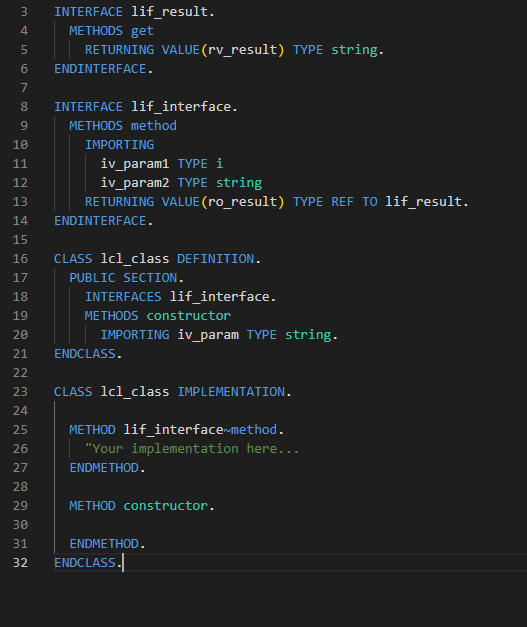 3 INTERFACE lif_result.
4   METHODS get
5     RETURNING VALUE(rv_result) TYPE string.
6 ENDINTERFACE.
7
8 INTERFACE lif_interface.
9   METHODS method
10     IMPORTING
11       iv_param1 TYPE i
12       iv_param2 TYPE string
13     RETURNING VALUE(ro_result) TYPE REF TO lif_result.
14 ENDINTERFACE.
15
16 CLASS lcl_class DEFINITION.
17   PUBLIC SECTION.
18     INTERFACES lif_interface.
19     METHODS constructor
20       IMPORTING iv_param TYPE string.
21 ENDCLASS.
22
23 CLASS lcl_class IMPLEMENTATION.
24
25   METHOD lif_interface~method.
26     "Your implementation here...
27   ENDMETHOD.
28
29   METHOD constructor.
30
31   ENDMETHOD.
32 ENDCLASS.